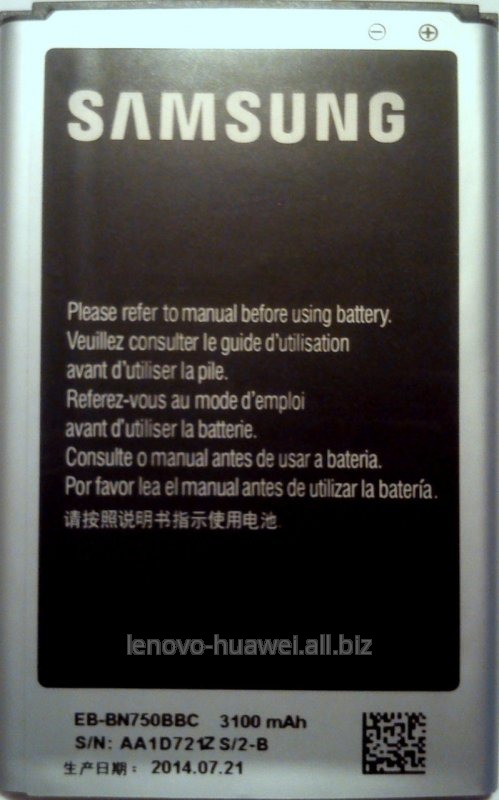 SAMSUNG
Please refer to manual before using battery.
Veuillez consulter le guide d'utilisation
avant d'utiliser la pile.
Referez-vous au mode d'emploi
avant d'utiliser la batterie.
Consulte o manual antes de usar a bateria.
Por favor lea el manual antes de utilizar la batería.
请按照说明书指示使用电池
lenovo-huawei.all.biz
EB-BN750BBC 3100 mAh
S/N: AA1D721Z S/2-B
生产日期: 2014.07.21